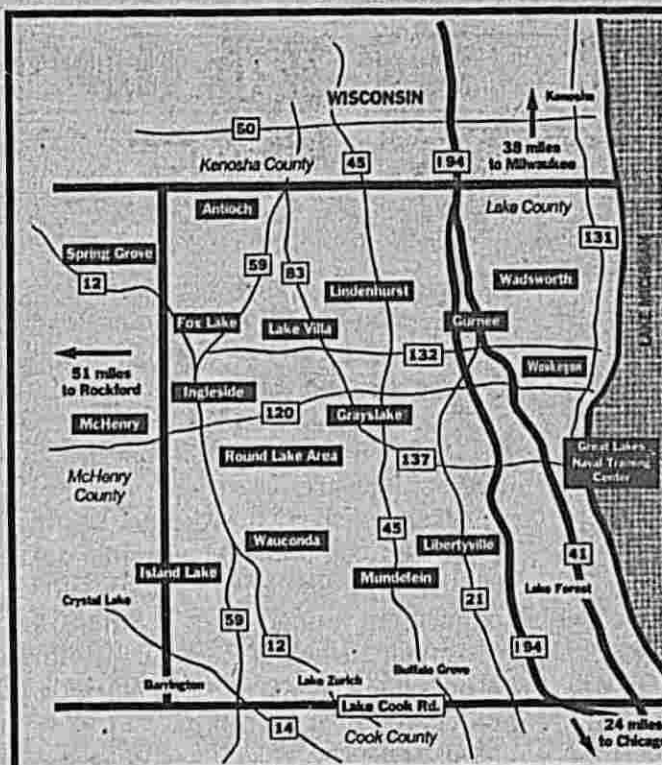 WISCONSIN
Kenosha
50
38 miles
to Milwaukee
Kenosha County
45
I 94
Antioch
Lake County
131
Spring Grove
59
83
Wadsworth
12
Lindenhurst
LAKE MICHIGAN
Fox Lake
Lake Villa
Gurnee
132
51 miles
to Rockford
Waukegan
Ingleside
120
McHenry
Grayslake
Great Lakes
Naval Training
Center
Round Lake Area
137
McHenry
County
45
Wauconda
Libertyville
41
Island Lake
Mundelein
Crystal Lake
59
21
Lake Forest
12
I 94
Buffalo Grove
Barrington
Lake Zurich
Lake Cook Rd.
24 miles
to Chicago
14
Cook County